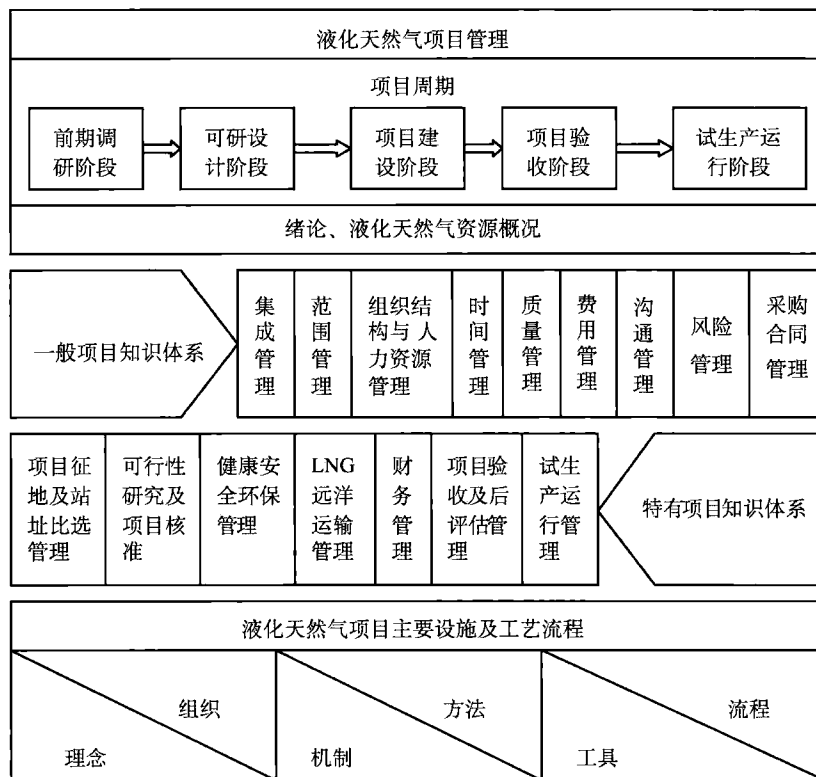 液化天然气项目管理
项目周期
前期调
研阶段
可研设
计阶段
项目建
设阶段
项目验
收阶段
试生产运
行阶段
绪论、液化天然气资源概况
一般项目知识体系
集
成
管
理
范
围
管
理
组织结
构与人
力资源
管理
时
间
管
理
质
量
管
理
费
用
管
理
沟
通
管
理
风险
管理
采购
合同
管理
项目征
地及站
址比选
管理
可行性
研究及
项目核
准
健康安
全环保
管理
LNG
远洋
运输
管理
财
务
管
理
项目验
收及后
评估管
理
试生
产运
行管
理
特有项目知识体系
液化天然气项目主要设施及工艺流程
组织
理念
方法
机制
流程
工具